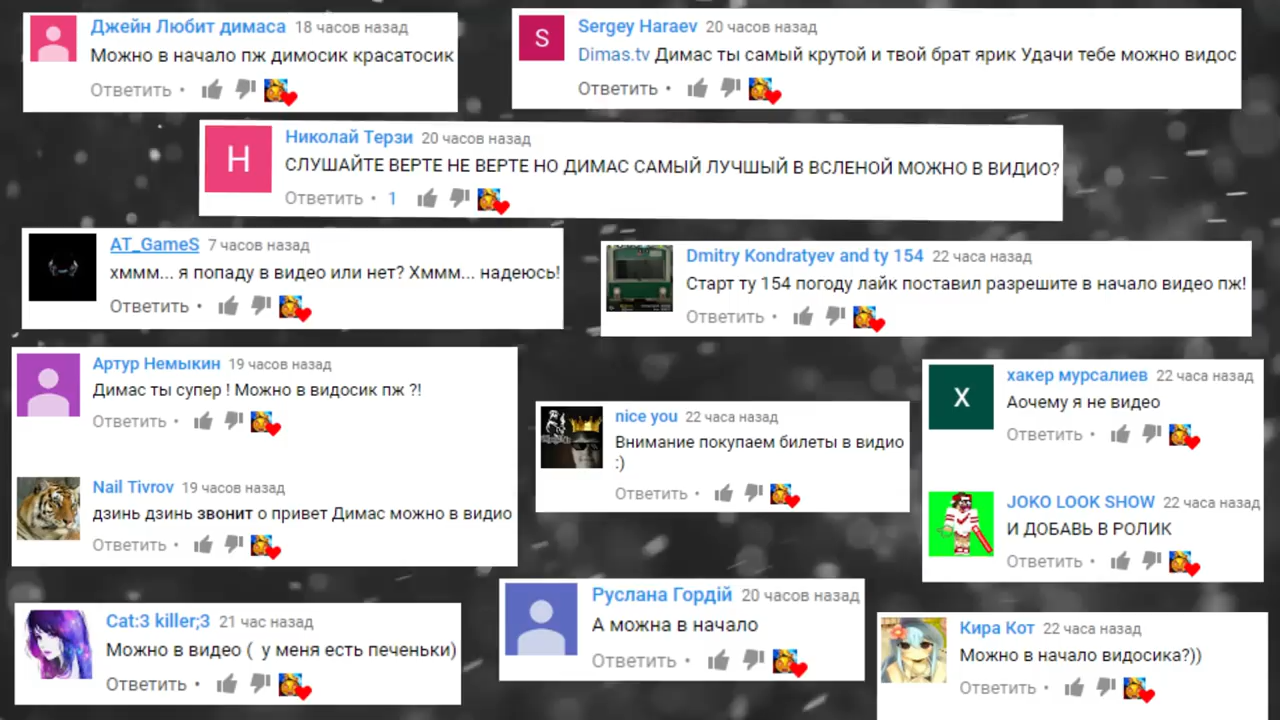 Джейн Любит димаса 18 часов назад
Можно в начало пж димосик красатосик
Ответить
Sergey Haraev 20 часов назад
Dimas.tv Димас ты самый крутой и твой брат ярик Удачи тебе можно видос
Ответить
Н
S
Николай Терзи 20 часов назад
СЛУШАЙТЕ ВЕРТЕ НЕ ВЕРТЕ НО ДИМАС САМЫЙ ЛУЧШЫЙ В ВСЛЕНОЙ МОЖНО В ВИДИО?
Ответить 1
AT_GameS 7 часов назад
хммм... я попаду в видео или нет? Хммм... надеюсь!
Ответить
Dmitry Kondratyev and ty 154 22 часа назад
Старт ту 154 погоду лайк поставил разрешите в начало видео пж!
Ответить
Артур Немыкин 19 часов назад
Димас ты супер ! Можно в видосик пж ?!
Ответить
Nail Tivrov 19 часов назад
дзинь дзинь звонит о привет Димас можно в видио
Ответить
nice you 22 часа назад
Внимание покупаем билеты в видио
:)
Ответить
X
хакер мурсалиев 22 часа назад
Аочему я не видео
Ответить
JOKO LOOK SHOW 22 часа назад
И ДОБАВЬ В РОЛИК
Ответить
Cat:3 killer;3 21 час назад
Можно в видео ( у меня есть печеньки)
Ответить
Руслана Гордій 20 часов назад
А можна в начало
Ответить
Кира Кот 22 часа назад
Можно в начало видосика?))
Ответить